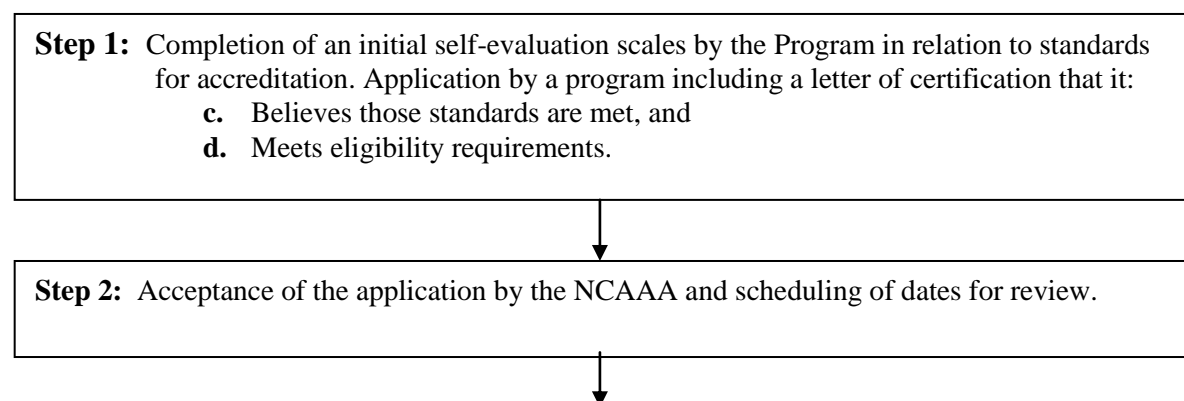 Step 1: Completion of an initial self-evaluation scales by the Program in relation to standards
for accreditation. Application by a program including a letter of certification that it:
c. Believes those standards are met, and
d. Meets eligibility requirements.
Step 2: Acceptance of the application by the NCAAA and scheduling of dates for review.